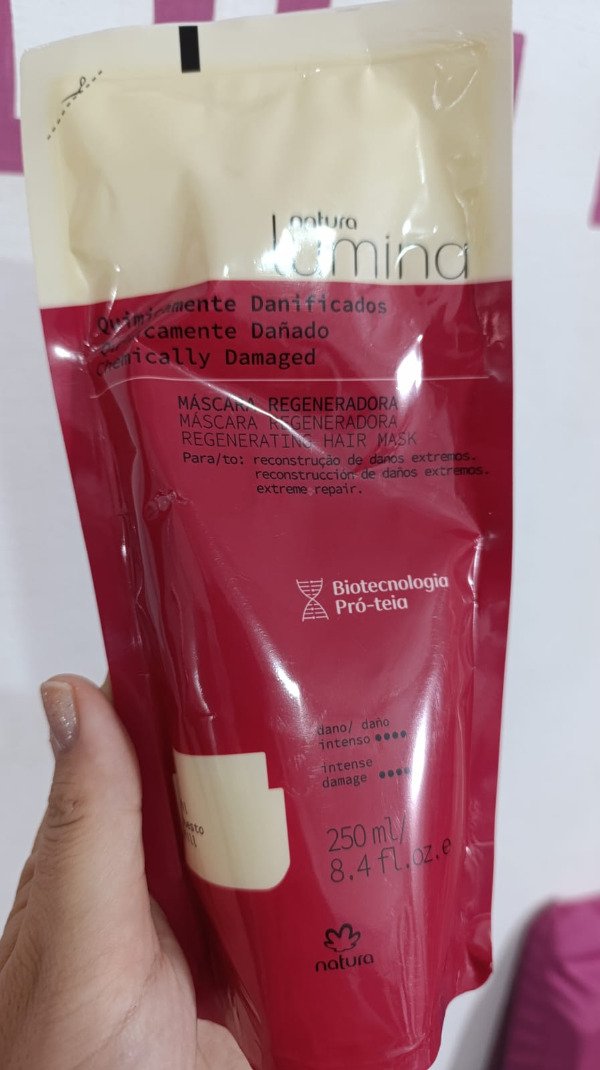 natura
lumina
Quimicamente Danificados
Químicamente Dañado
Chemically Damaged
MÁSCARA REGENERADORA
MÁSCARA REGENERADORA
REGENERATING HAIR MASK
Para/to: reconstrução de danos extremos.
reconstrucción de daños extremos.
extreme repair.
Biotecnologia
Pró-teia
dano/ daño
intenso
intense
damage
250 ml/
8.4 fl.oz.e
natura